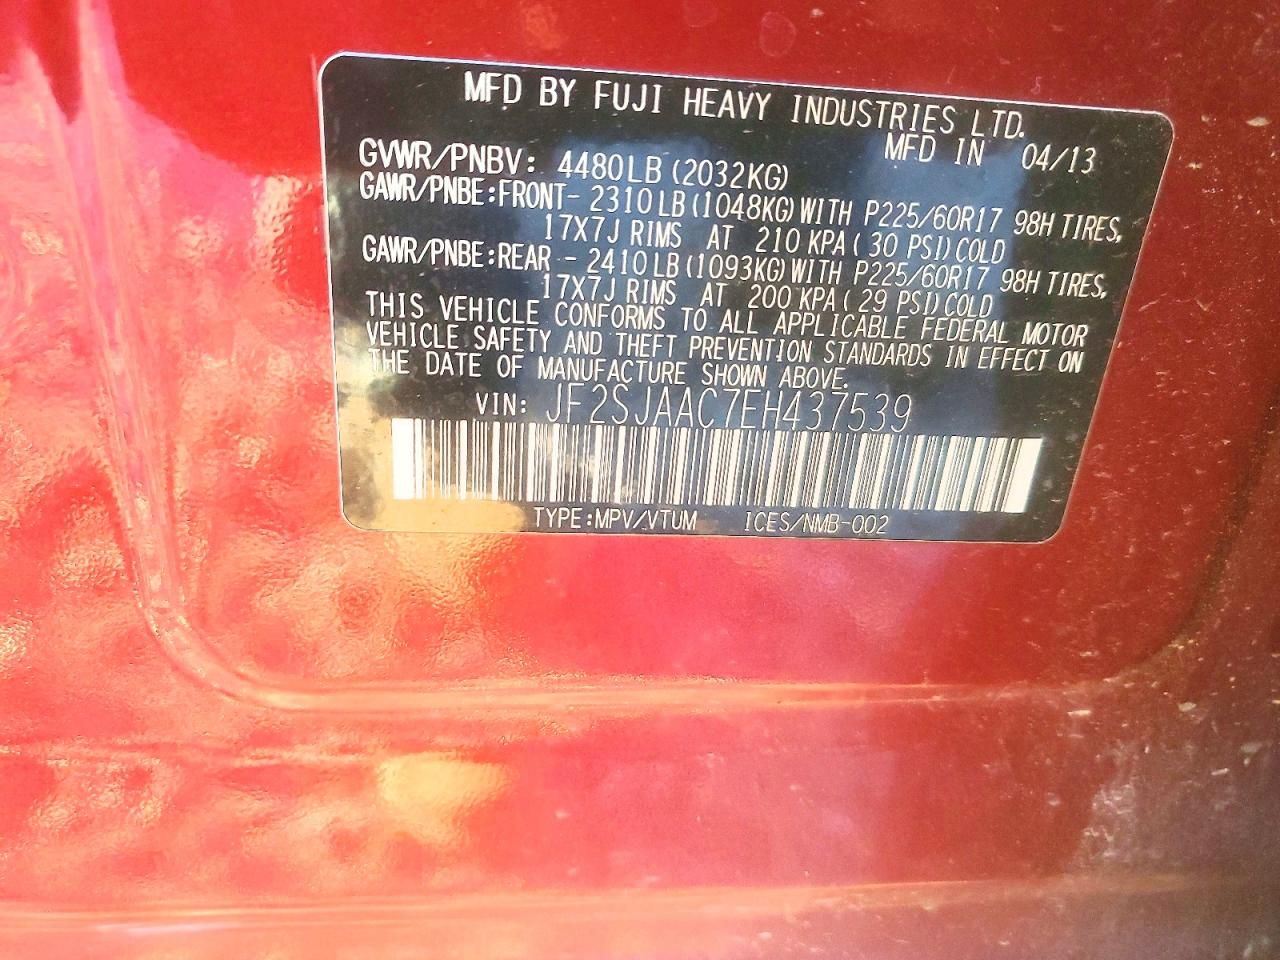 MFD BY FUJI HEAVY INDUSTRIES LTD.
MFD IN 04/13
GVWR/PNBV: 4480LB (2032KG)
GAWR/PNBE:FRONT- 2310LB(1048KG)WITH P225/60R17 98H TIRES,
17X7J RIMS AT 210 KPA( 30 PSI)COLD
GAWR/PNBE:REAR - 2410LB(1093KG)WITH P225/60R17 98H TIRES,
17X7J RIMS AT 200 KPA( 29 PSI)COLD
THIS VEHICLE CONFORMS TO ALL APPLICABLE FEDERAL MOTOR
VEHICLE SAFETY AND THEFT PREVENTION STANDARDS IN EFFECT ON
THE DATE OF MANUFACTURE SHOWN ABOVE.
VIN: JF2SJAAC7EH437539
TYPE:MPV/VTUM ICES/NMB-002